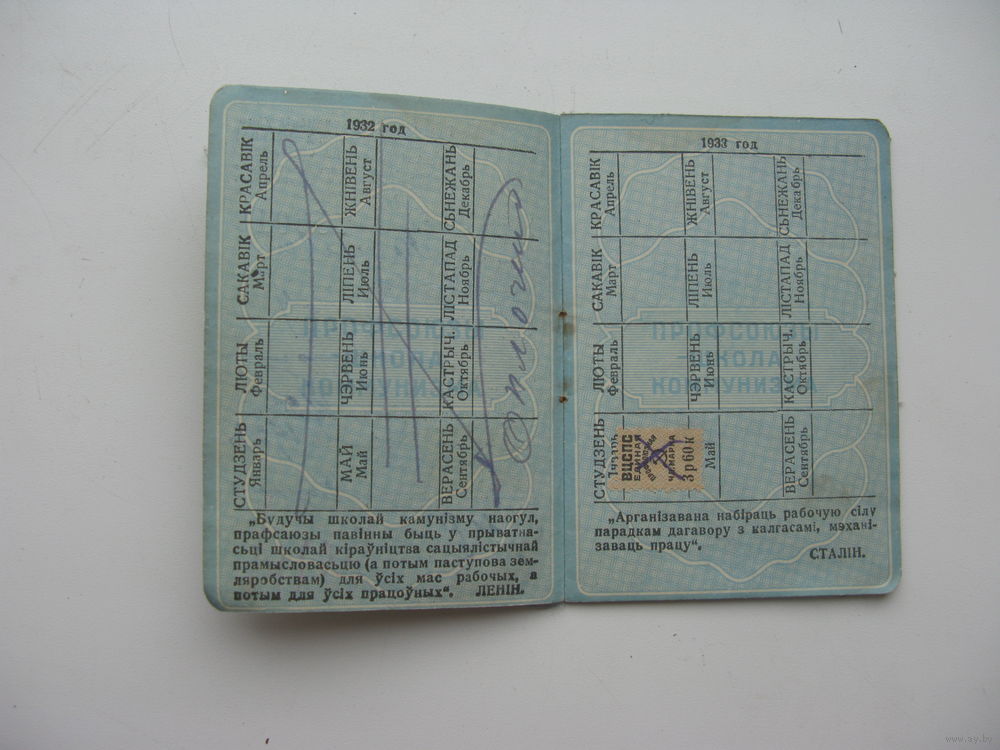 1932 год
СТУДЗЕНЬ
Январь
ЛЮТЫ
Февраль
САКАВІК
Март
КРАСАВІК
Апрель
МАЙ
Май
ЧЭРВЕНЬ
Июнь
ЛІПЕНЬ
Июль
ЖНІВЕНЬ
Август
ВЕРАСЕНЬ
Сентябрь
КАСТРЫЧ.
Октябрь
ЛІСТАПАД
Ноябрь
СЬНЕЖАНЬ
Декабрь
„Будучы школай камунізму наогул,
прафсаюзы павінны быць у прыватна-
сьці школай кіраўніцтва сацыялістычнай
прамысловасьцю (а потым паступова зем-
ляробствам) для ўсіх мас рабочых, а
потым для ўсіх працоўных“. ЛЕНІН.
1933 год
СТУДЗЕНЬ
Январь
ЛЮТЫ
Февраль
САКАВІК
Март
КРАСАВІК
Апрель
Май
ЧЭРВЕНЬ
Июнь
ЛІПЕНЬ
Июль
ЖНІВЕНЬ
Август
ВЕРАСЕНЬ
Сентябрь
КАСТРЫЧ.
Октябрь
ЛІСТАПАД
Ноябрь
СЬНЕЖАНЬ
Декабрь
ВЦСПС
ЕДИНАЯ
3 р 60 к
„Арганізавана набіраць рабочую сілу
парадкам дагавору з калгасамі, мэхані-
заваць працу“.
СТАЛІН.
www.ay.by